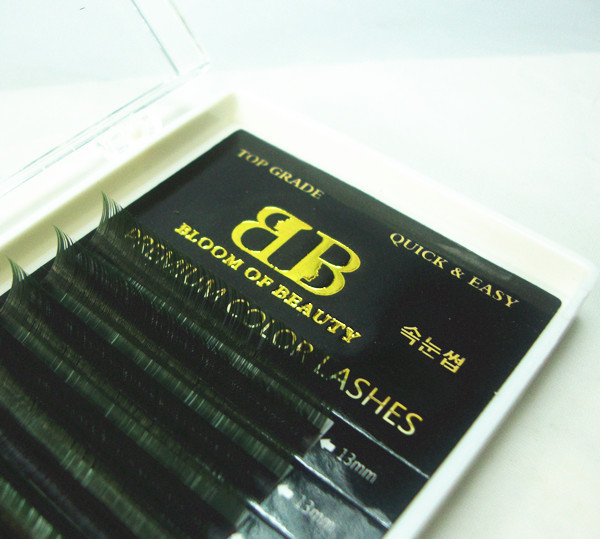 TOP GRADE
QUICK & EASY
BB
BLOOM OF BEAUTY
속눈썹
PREMIUM COLOR LASHES
13mm
13mm